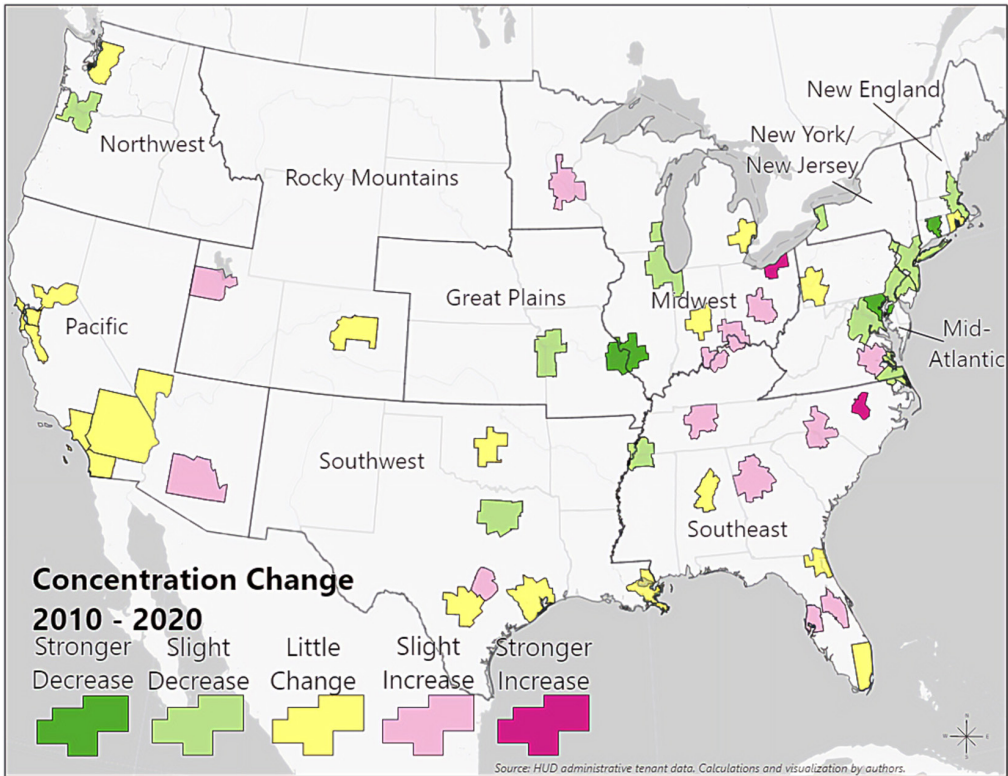 New England
New York/
New Jersey
Northwest
Rocky Mountains
Great Plains
Midwest
Pacific
Mid-
Atlantic
Southwest
Southeast
Concentration Change
2010 - 2020
Stronger Decrease
Slight Decrease
Little Change
Slight Increase
Stronger Increase
Source: HUD administrative tenant data. Calculations and visualization by authors.